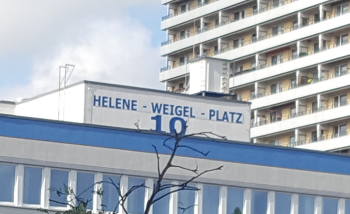 HELENE - WEIGEL - PLATZ
10